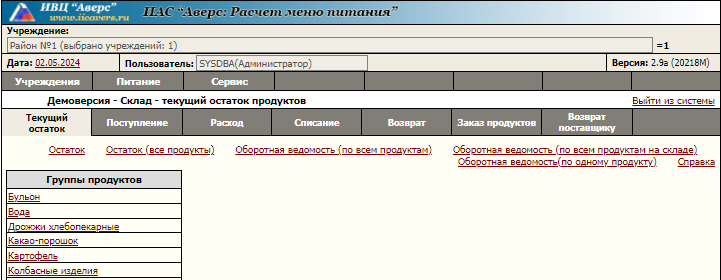 ИВЦ "Аверс"
www.iicavers.ru
ПАС "Аверс: Расчет меню питания"
Учреждение:
Район №1 (выбрано учреждений: 1) =1
Дата: 02.05.2024 Пользователь: SYSDBA(Администратор) Версия: 2.9a (20218M)
Учреждения Питание Сервис
Демоверсия - Склад - текущий остаток продуктов Выйти из системы
Текущий остаток Поступление Расход Списание Возврат Заказ продуктов Возврат поставщику
Остаток Остаток (все продукты) Оборотная ведомость (по всем продуктам) Оборотная ведомость (по всем продуктам на складе)
Оборотная ведомость(по одному продукту) Справка
Группы продуктов
Бульон
Вода
Дрожжи хлебопекарные
Какао-порошок
Картофель
Колбасные изделия